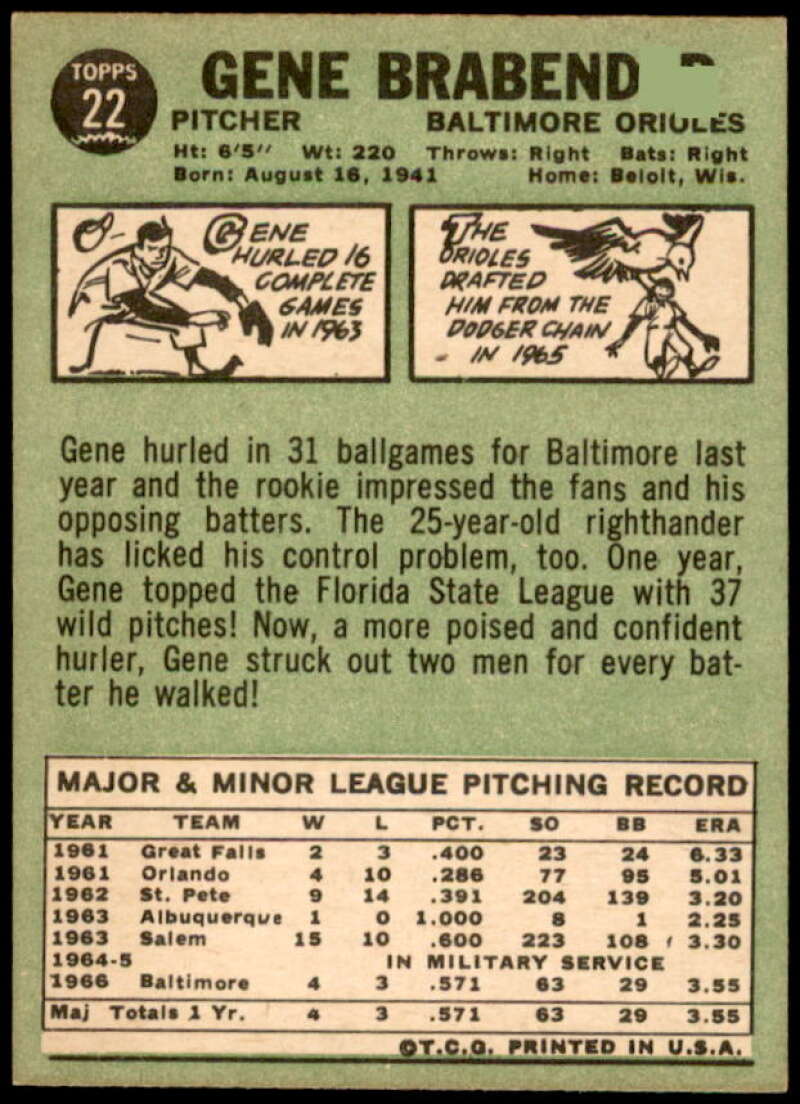 TOPPS
22
GENE BRABEND
PITCHER BALTIMORE ORIOLES
Ht: 6'5" Wt: 220 Throws: Right Bats: Right
Born: August 16, 1941 Home: Beloit, Wis.
GENE
HURLED 16
COMPLETE
GAMES
IN 1963
THE
ORIOLES
DRAFTED
HIM FROM THE
DODGER CHAIN
IN 1965
Gene hurled in 31 ballgames for Baltimore last
year and the rookie impressed the fans and his
opposing batters. The 25-year-old righthander
has licked his control problem, too. One year,
Gene topped the Florida State League with 37
wild pitches! Now, a more poised and confident
hurler, Gene struck out two men for every bat-
ter he walked!
MAJOR & MINOR LEAGUE PITCHING RECORD
YEAR TEAM W L PCT. SO BB ERA
1961 Great Falls 2 3 .400 23 24 6.33
1961 Orlando 4 10 .286 77 95 5.01
1962 St. Pete 9 14 .391 204 139 3.20
1963 Albuquerque 1 0 1.000 8 1 2.25
1963 Salem 15 10 .600 223 108 3.30
1964-5 IN MILITARY SERVICE
1966 Baltimore 4 3 .571 63 29 3.55
Maj Totals 1 Yr. 4 3 .571 63 29 3.55
©T.C.G. PRINTED IN U.S.A.